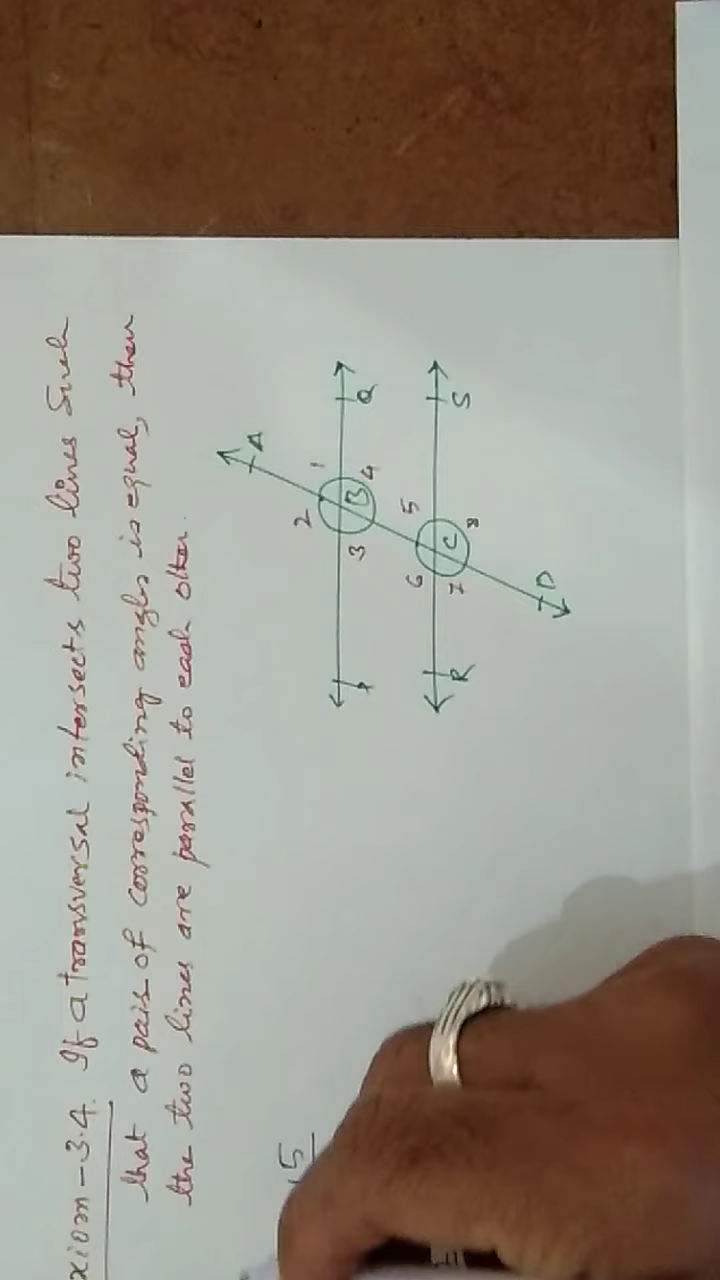 xiom-3.4. If a transversal intersects two lines such
that a pair of corresponding angles is equal, then
the two lines are parallel to each other.
A
2 1
Q
B
3 4
6 5
S
R C
7 8
D
5